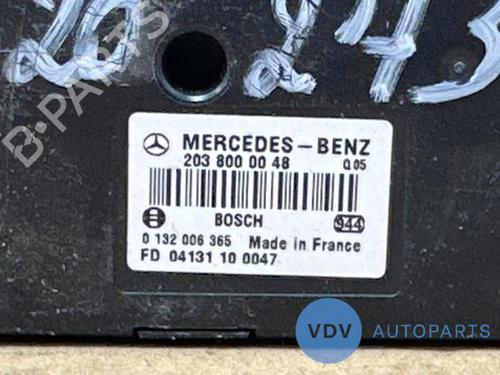 B-PARTS
MERCEDES-BENZ
203 800 00 48 Q05
BOSCH 944
0 132 006 365 Made in France
FD 04131 10 0047
VDV AUTOPARTS